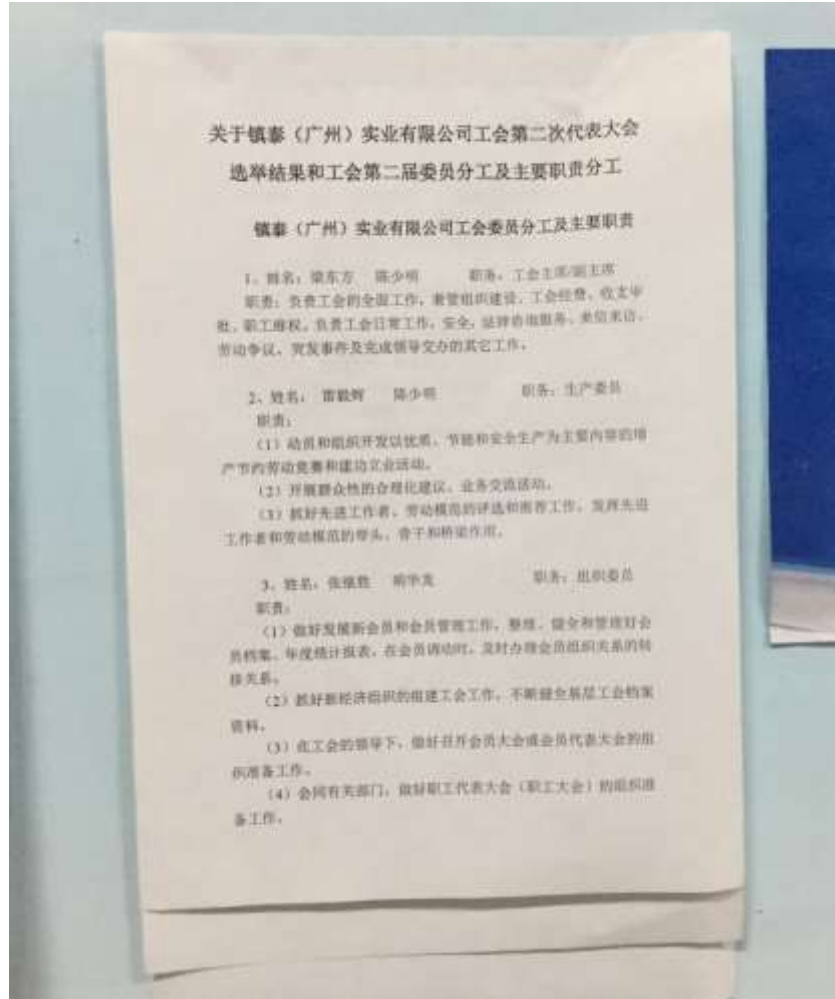 关于镇泰（广州）实业有限公司工会第二次代表大会
选举结果和工会第二届委员分工及主要职责分工
镇泰（广州）实业有限公司工会委员分工及主要职责
1、姓名：梁东方 陈少明 职务：工会主席/副主席
职责：负责工会的全面工作，兼管组织建设、工会经费、收支审
批、职工维权。负责工会日常工作，安全，法律咨询服务、来信来访、
劳动争议、突发事件及完成领导交办的其它工作。
2、姓名： 雷毅辉 陈少明 职务：生产委员
职责：
（1）动员和组织开发以优质、节能和安全生产为主要内容的增
产节约劳动竞赛和建功立业活动。
（2）开展群众性的合理化建议、业务交流活动。
（3）抓好先进工作者、劳动模范的评选和推荐工作，发挥先进
工作者和劳动模范的带头、骨干和桥梁作用。
3、姓名：张继胜 华龙 职务：组织委员
职责：
（1）做好发展新会员和会员管理工作，整理、健全和管理好会
员档案、年度统计报表，在会员调动时，及时办理会员组织关系的转
接关系。
（2）抓好新经济组织的组建工会工作，不断健全基层工会档案
资料。
（3）在工会的领导下，做好召开会员大会或会员代表大会的组
织准备工作。
（4）会同有关部门，做好职工代表大会（职工大会）的组织准
备工作。